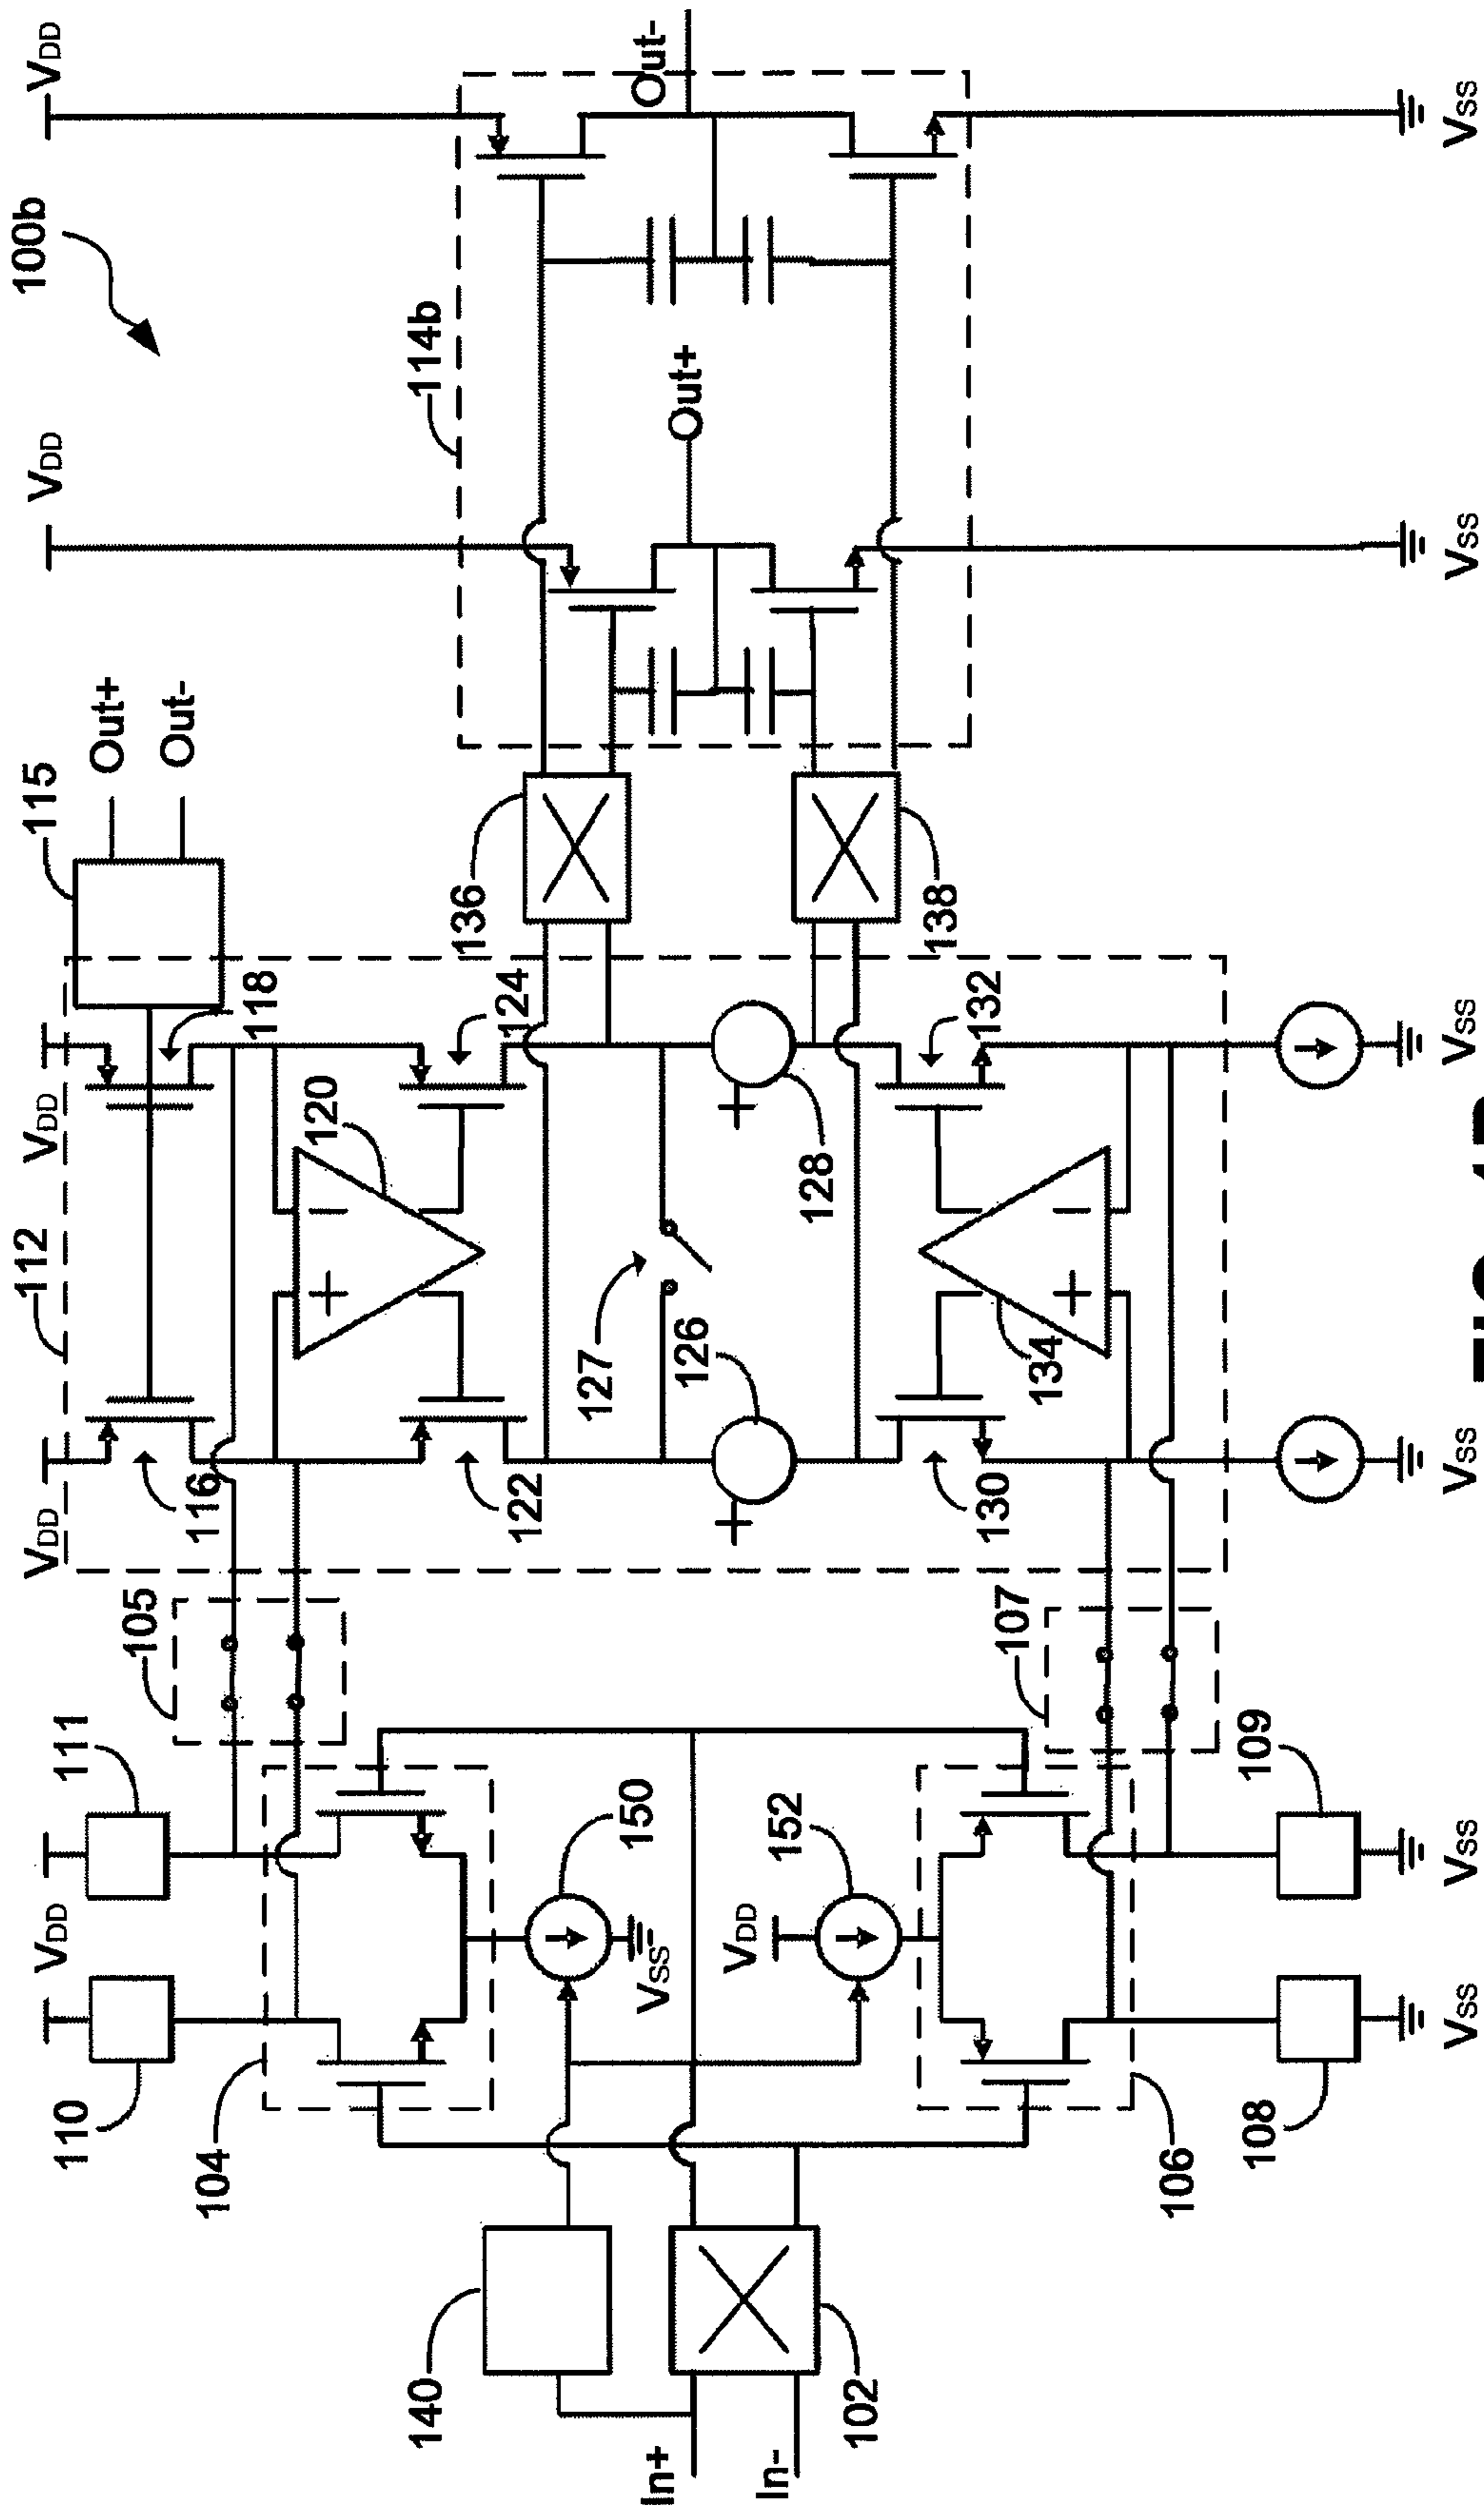 100b
VDD
VDD
Out-
114b
Out+
VSS
VSS
115
Out+
Out-
136
138
112
VDD
VDD
118
116
120
124
122
127
126
+
+
128
132
130
134
+
–
+
–
VSS
VSS
105
107
111
110
VDD
104
150
VSS
152
VDD
106
109
108
VSS
VSS
140
102
In+
In-